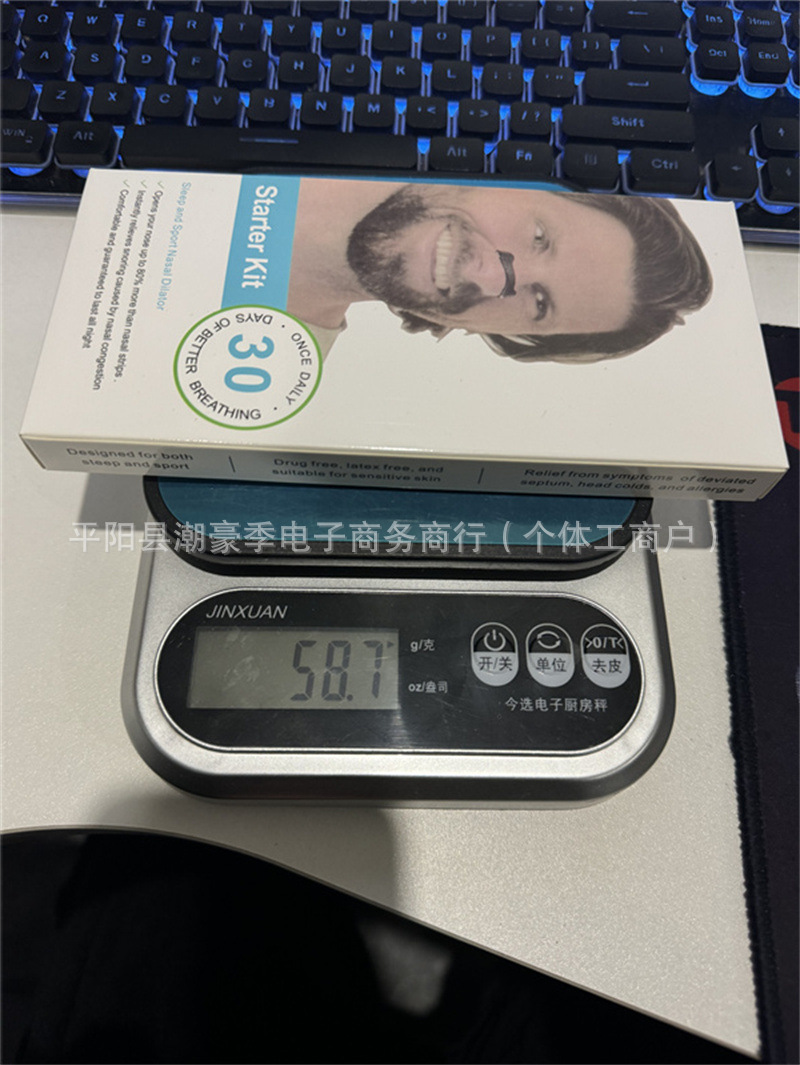 Ins
Home
Q
W
E
R
T
Y
U
I
O
P
Del
End
A
S
D
F
G
H
J
K
L
Z
X
C
V
B
N
M
Shift
WIN
Alt
Alt
Fn
Ctrl
Starter Kit
Sleep and Sport Nasal Dilator
✓ Opens your nose up to 80% more than nasal strips .
✓ Instantly relieves snoring caused by nasal congestion
✓ Comfortable and guaranteed to last all night
ONCE DAILY ·
30
DAYS OF BETTER BREATHING ·
Designed for both
sleep and sport
Drug free, latex free, and
suitable for sensitive skin
Relief from symptoms of deviated
septum, head colds, and allergies
平阳县潮豪季电子商务商行（个体工商户）
JINXUAN
58.7
g/克
oz/盎司
开/关
单位
>0/T<
去皮
今选电子厨房秤